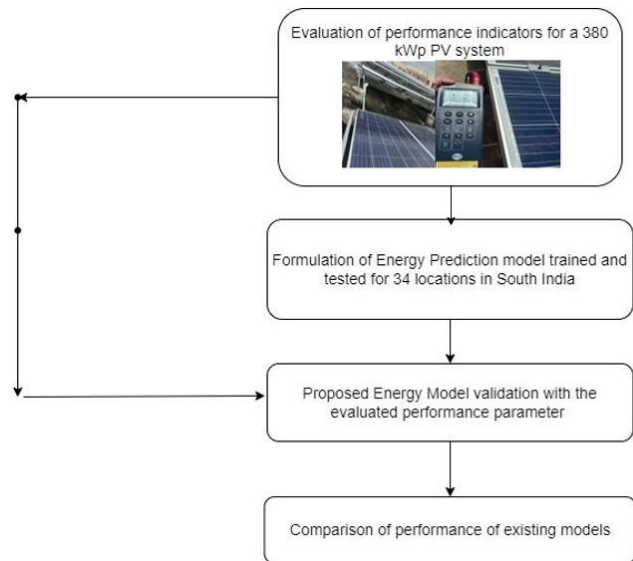 Evaluation of performance indicators for a 380
kWp PV system
Formulation of Energy Prediction model trained and
tested for 34 locations in South India
Proposed Energy Model validation with the
evaluated performance parameter
Comparison of performance of existing models